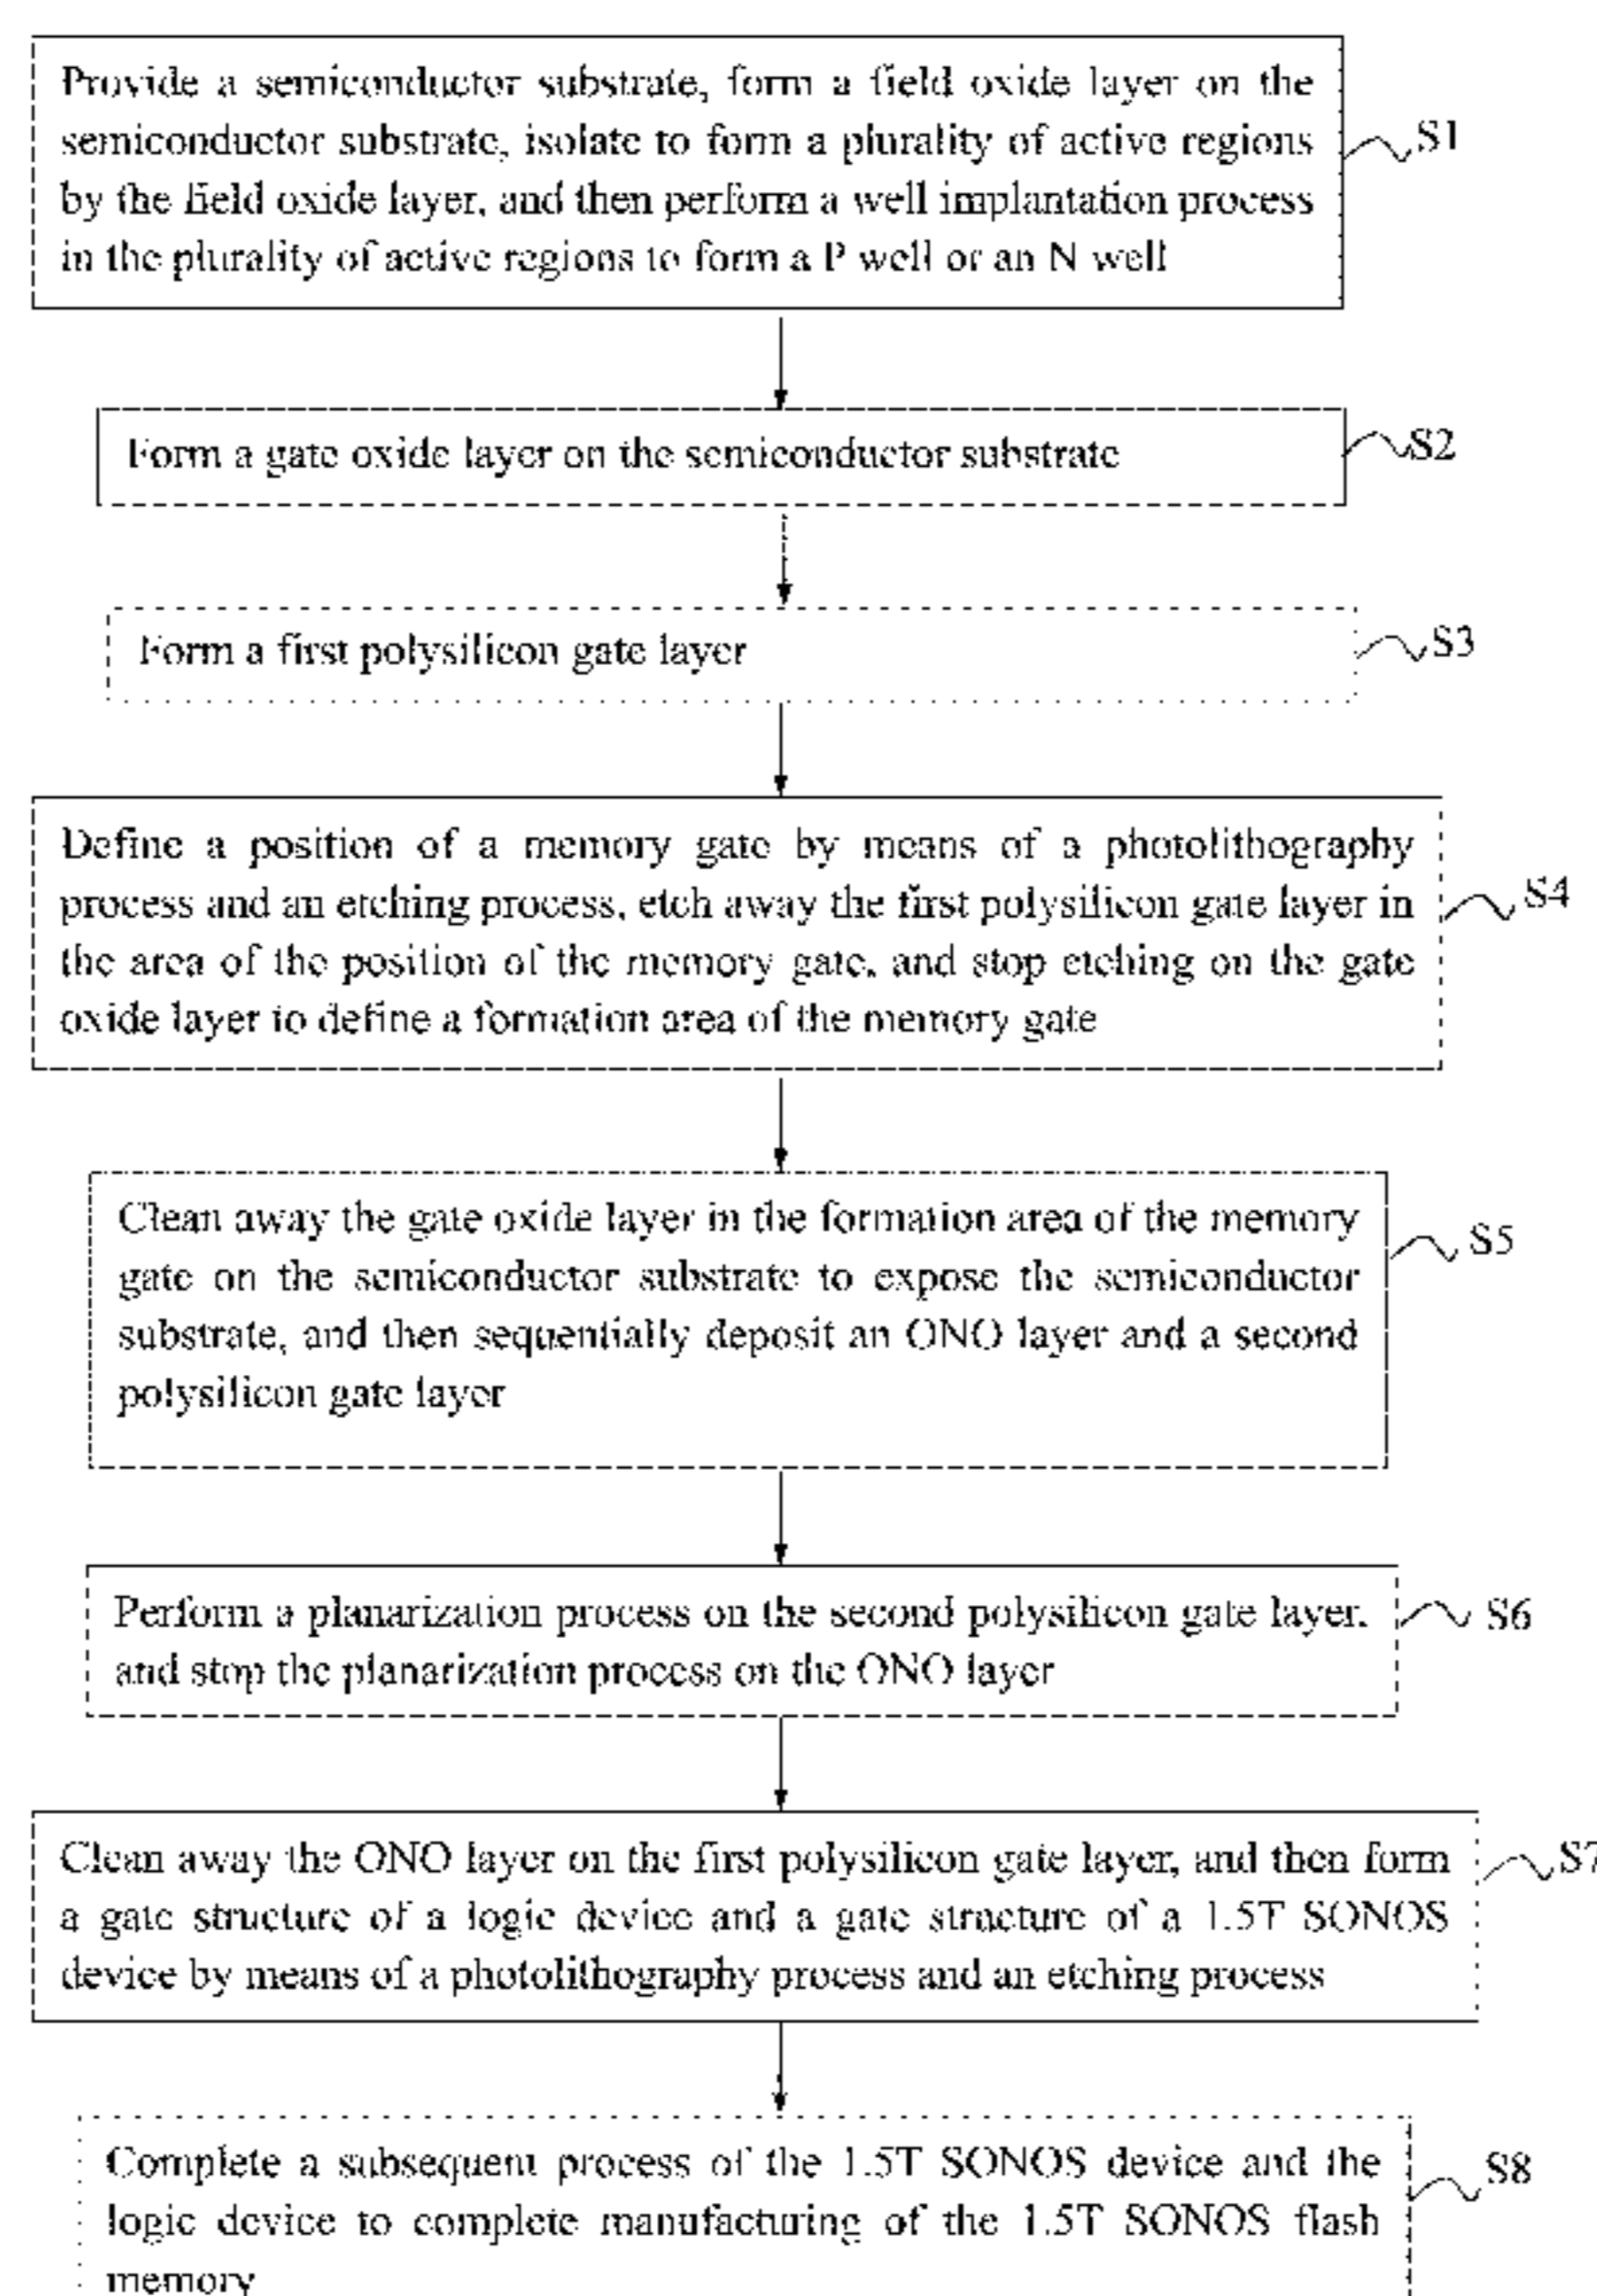 Provide a semiconductor substrate, form a field oxide layer on the
semiconductor substrate, isolate to form a plurality of active regions
by the field oxide layer, and then perform a well implantation process
in the plurality of active regions to form a P well or an N well
S1
Form a gate oxide layer on the semiconductor substrate
S2
Form a first polysilicon gate layer
S3
Define a position of a memory gate by means of a photolithography
process and an etching process, etch away the first polysilicon gate layer in
the area of the position of the memory gate, and stop etching on the gate
oxide layer to define a formation area of the memory gate
S4
Clean away the gate oxide layer in the formation area of the memory
gate on the semiconductor substrate to expose the semiconductor
substrate, and then sequentially deposit an ONO layer and a second
polysilicon gate layer
S5
Perform a planarization process on the second polysilicon gate layer,
and stop the planarization process on the ONO layer
S6
Clean away the ONO layer on the first polysilicon gate layer, and then form
a gate structure of a logic device and a gate structure of a 1.5T SONOS
device by means of a photolithography process and an etching process
S7
Complete a subsequent process of the 1.5T SONOS device and the
logic device to complete manufacturing of the 1.5T SONOS flash
memory
S8